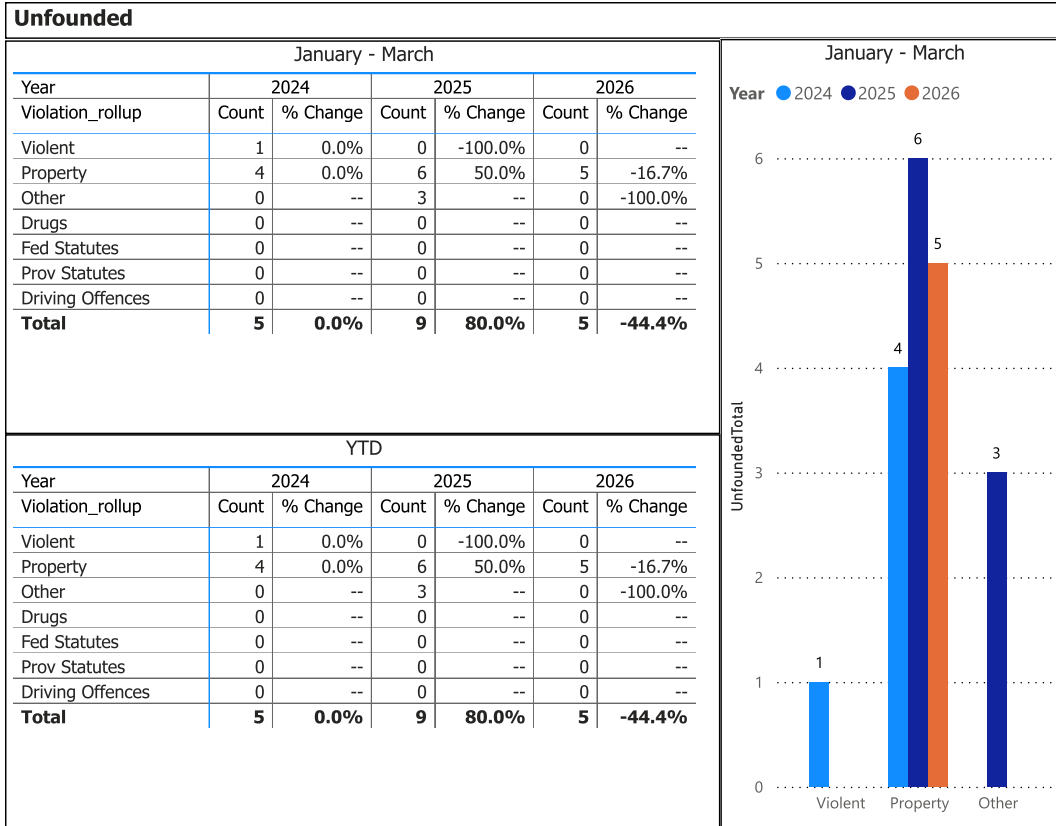 Unfounded
January - March
Year 2024 2025 2026
Violation_rollup Count % Change Count % Change Count % Change
Violent 1 0.0% 0 -100.0% 0 --
Property 4 0.0% 6 50.0% 5 -16.7%
Other 0 -- 3 -- 0 -100.0%
Drugs 0 -- 0 -- 0 --
Fed Statutes 0 -- 0 -- 0 --
Prov Statutes 0 -- 0 -- 0 --
Driving Offences 0 -- 0 -- 0 --
Total 5 0.0% 9 80.0% 5 -44.4%
YTD
Year 2024 2025 2026
Violation_rollup Count % Change Count % Change Count % Change
Violent 1 0.0% 0 -100.0% 0 --
Property 4 0.0% 6 50.0% 5 -16.7%
Other 0 -- 3 -- 0 -100.0%
Drugs 0 -- 0 -- 0 --
Fed Statutes 0 -- 0 -- 0 --
Prov Statutes 0 -- 0 -- 0 --
Driving Offences 0 -- 0 -- 0 --
Total 5 0.0% 9 80.0% 5 -44.4%
January - March
Year 2024 2025 2026
UnfoundedTotal
6
5
4
3
2
1
0
1
4
6
5
3
Violent Property Other